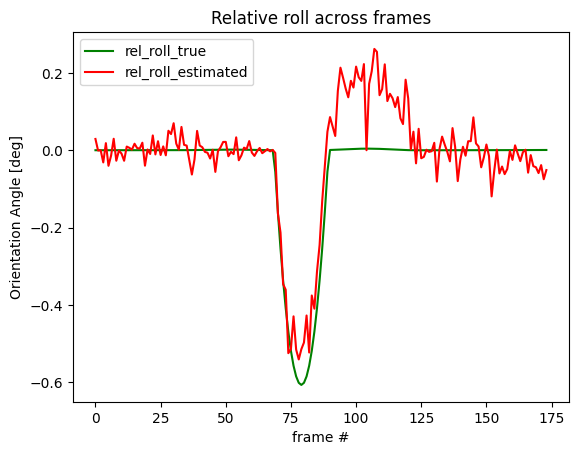 Relative roll across frames
rel_roll_true
rel_roll_estimated
Orientation Angle [deg]
0.2
0.0
−0.2
−0.4
−0.6
0 25 50 75 100 125 150 175
frame #